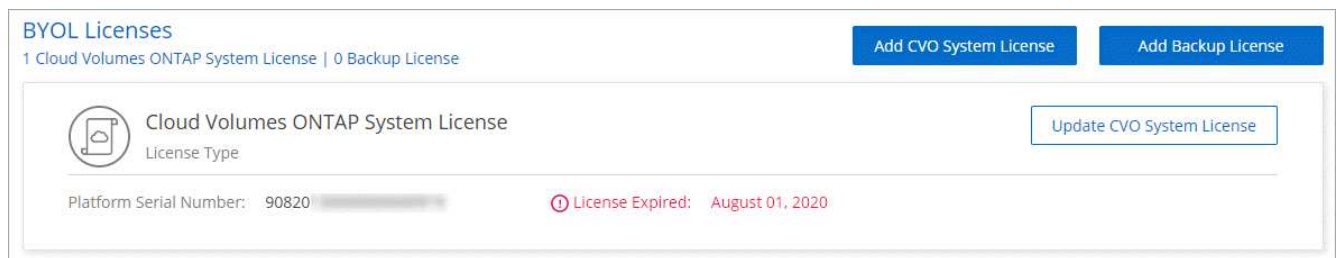 BYOL Licenses
1 Cloud Volumes ONTAP System License | 0 Backup License
Add CVO System License
Add Backup License
Cloud Volumes ONTAP System License
License Type
Update CVO System License
Platform Serial Number: 90820
License Expired: August 01, 2020